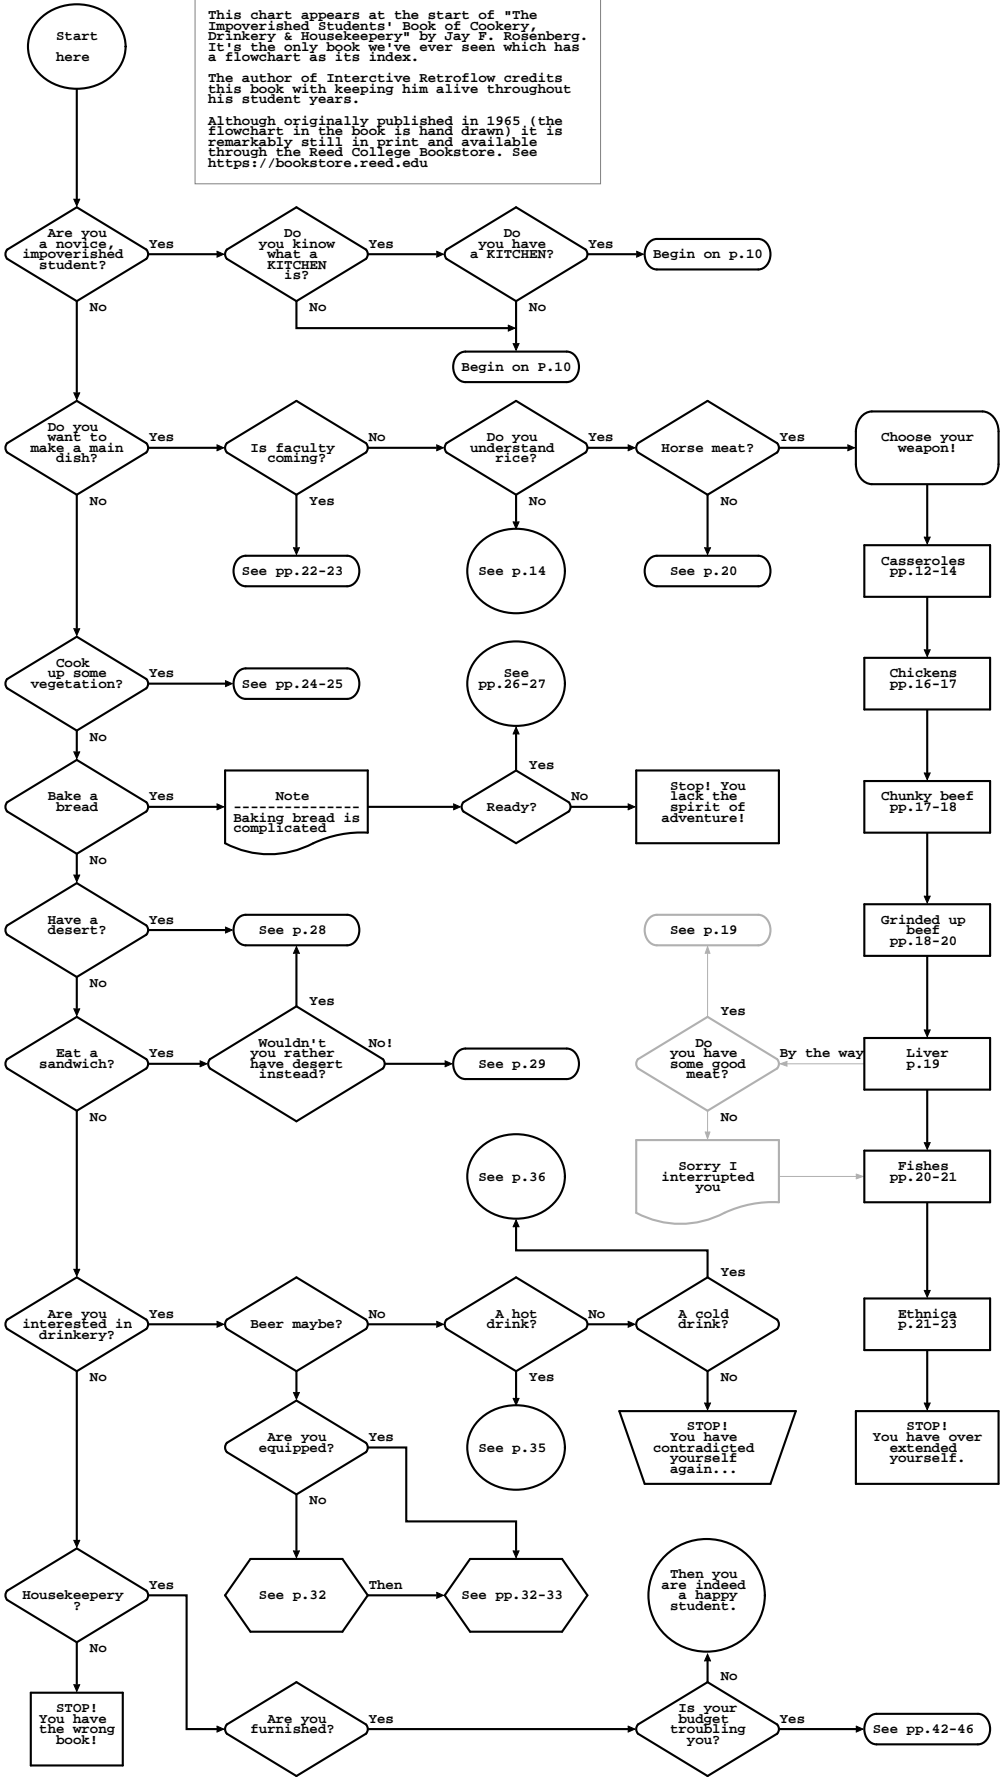 Start
here
This chart appears at the start of "The
Impoverished Students' Book of Cookery,
Drinkery & Housekeepery" by Jay F. Rosenberg.
It's the only book we've ever seen which has
a flowchart as its index.
The author of Interctive Retroflow credits
this book with keeping him alive throughout
his student years.
Although originally published in 1965 (the
flowchart in the book is hand drawn) it is
remarkably still in print and available
through the Reed College Bookstore. See
https://bookstore.reed.edu
Are you
a novice,
impoverished
student?
Yes
No
Do
you kinow
what a
KITCHEN
is?
Yes
No
Do
you have
a KITCHEN?
Yes
No
Begin on p.10
Begin on P.10
Do you
want to
make a main
dish?
Yes
No
Is faculty
coming?
No
Yes
Do you
understand
rice?
Yes
No
Horse meat?
Yes
No
Choose your
weapon!
See pp.22-23
See p.14
See p.20
Casseroles
pp.12-14
Cook
up some
vegetation?
Yes
No
See pp.24-25
See
pp.26-27
Chickens
pp.16-17
Bake a
bread
Yes
No
Note
---------------
Baking bread is
complicated
Ready?
Yes
No
Stop! You
lack the
spirit of
adventure!
Chunky beef
pp.17-18
Have a
desert?
Yes
No
See p.28
See p.19
Grinded up
beef
pp.18-20
Eat a
sandwich?
Yes
No
Wouldn't
you rather
have desert
instead?
Yes
No!
See p.29
Do
you have
some good
meat?
Yes
No
By the way
Liver
p.19
See p.36
Sorry I
interrupted
you
Fishes
pp.20-21
Are you
interested in
drinkery?
Yes
No
Beer maybe?
No
A hot
drink?
No
Yes
A cold
drink?
Yes
No
Ethnica
p.21-23
Are you
equipped?
Yes
No
See p.35
STOP!
You have
contradicted
yourself
again...
STOP!
You have over
extended
yourself.
Housekeepery
?
Yes
No
See p.32
Then
See pp.32-33
Then you
are indeed
a happy
student.
STOP!
You have
the wrong
book!
Are you
furnished?
Yes
Is your
budget
troubling
you?
No
Yes
See pp.42-46